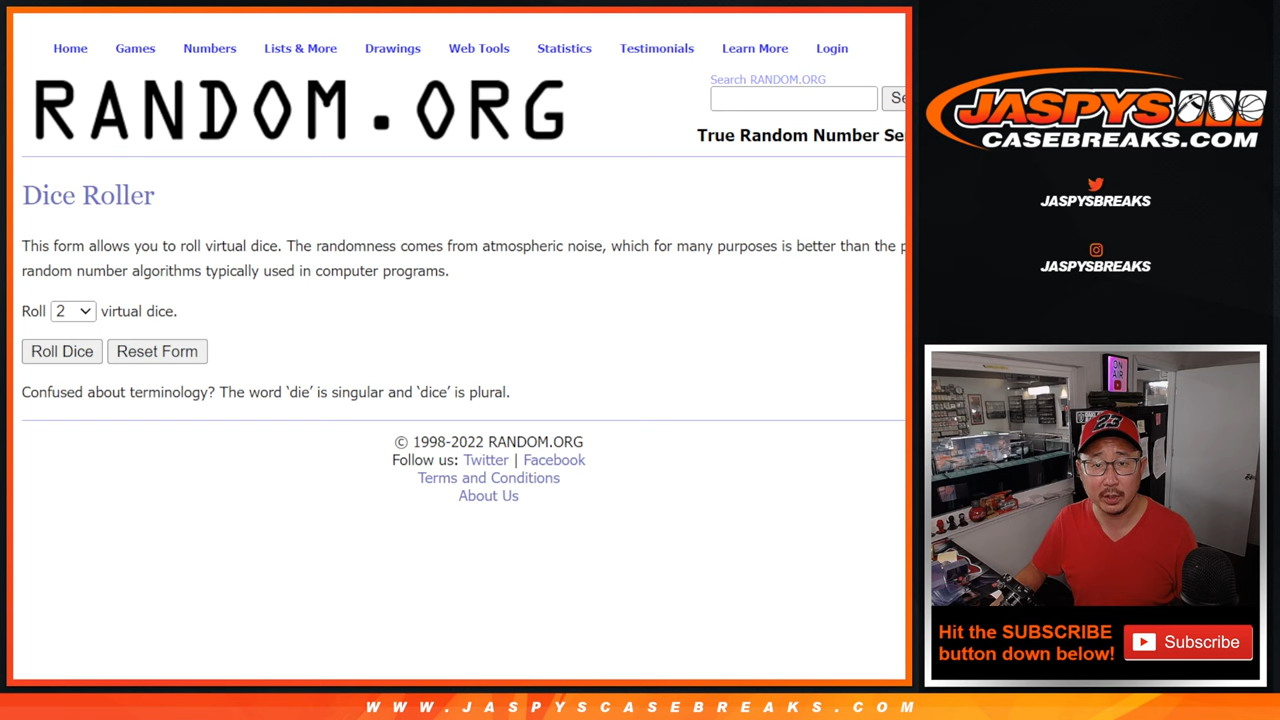 Home Games Numbers Lists & More Drawings Web Tools Statistics Testimonials Learn More Login
RANDOM.ORG
Search RANDOM.ORG
Se
True Random Number Se
Dice Roller
This form allows you to roll virtual dice. The randomness comes from atmospheric noise, which for many purposes is better than the p
random number algorithms typically used in computer programs.
Roll 2 virtual dice.
Roll Dice Reset Form
Confused about terminology? The word ‘die’ is singular and ‘dice’ is plural.
© 1998-2022 RANDOM.ORG
Follow us: Twitter | Facebook
Terms and Conditions
About Us
JASPYS
CASEBREAKS.COM
JASPYSBREAKS
JASPYSBREAKS
ON
AIR
23
Hit the SUBSCRIBE
button down below!
Subscribe
WWW.JASPYSCASEBREAKS.COM